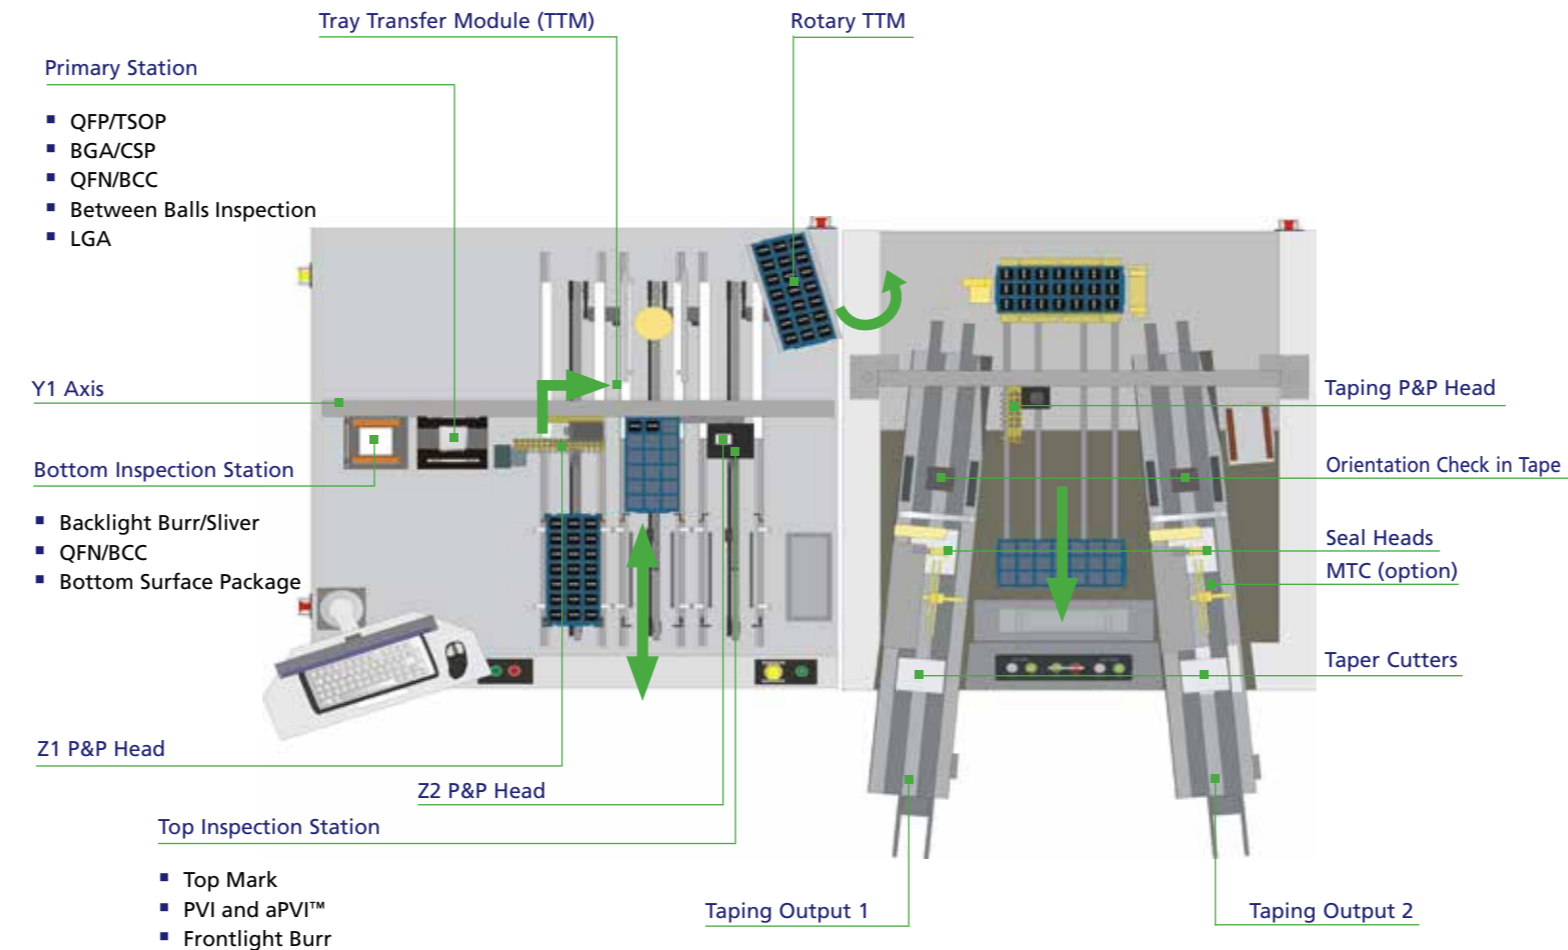 Tray Transfer Module (TTM)
Rotary TTM
Primary Station
QFP/TSOP
BGA/CSP
QFN/BCC
Between Balls Inspection
LGA
Y1 Axis
Bottom Inspection Station
Backlight Burr/Sliver
QFN/BCC
Bottom Surface Package
Z1 P&P Head
Z2 P&P Head
Top Inspection Station
Top Mark
PVI and aPVI™
Frontlight Burr
Taping P&P Head
Orientation Check in Tape
Seal Heads
MTC (option)
Taper Cutters
Taping Output 1
Taping Output 2